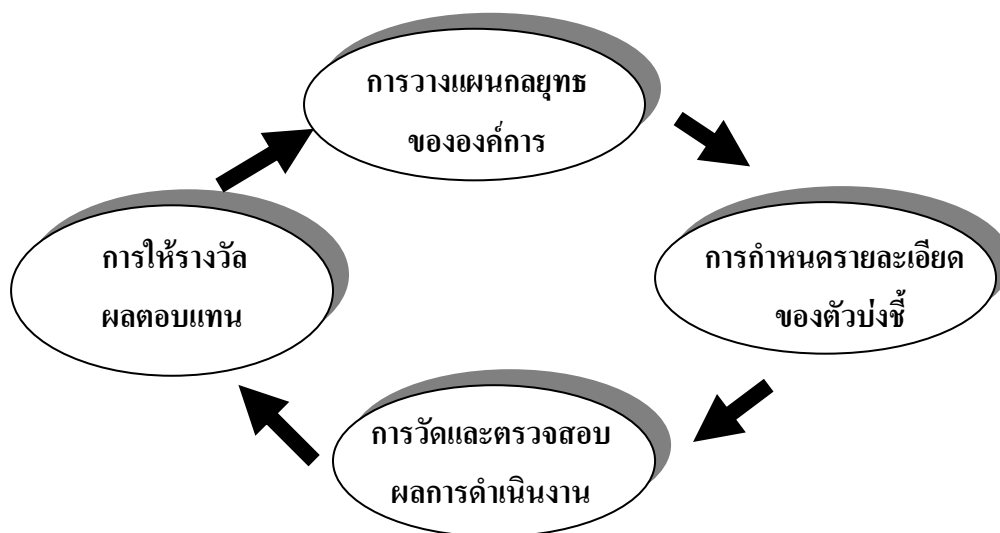 การวางแผนกลยุทธ
ขององค์การ
การกำหนดรายละเอียด
ของตัวบ่งชี้
การวัดและตรวจสอบ
ผลการดำเนินงาน
การให้รางวัล
ผลตอบแทน